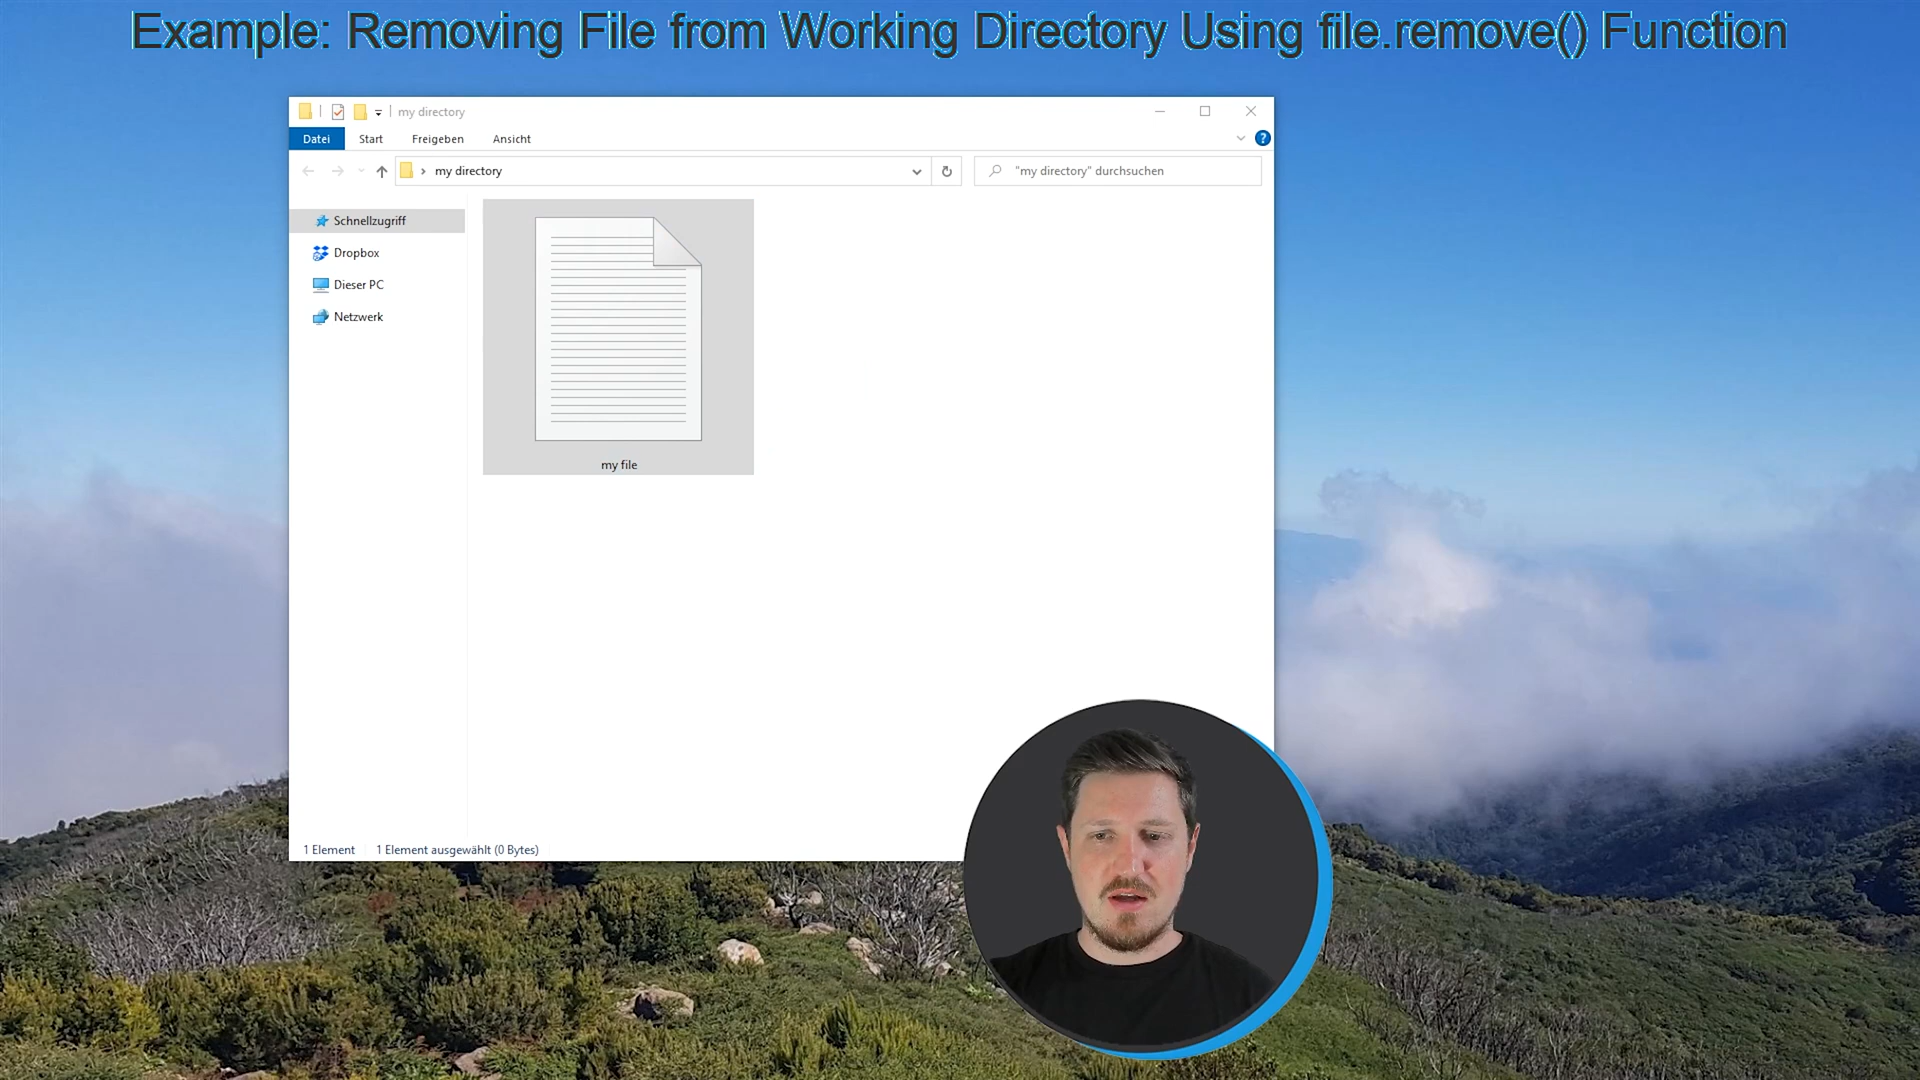 Example: Removing File from Working Directory Using file.remove() Function
my directory
Datei Start Freigeben Ansicht ?
my directory "my directory" durchsuchen
Schnellzugriff
Dropbox
Dieser PC
Netzwerk
my file
1 Element 1 Element ausgewählt (0 Bytes)